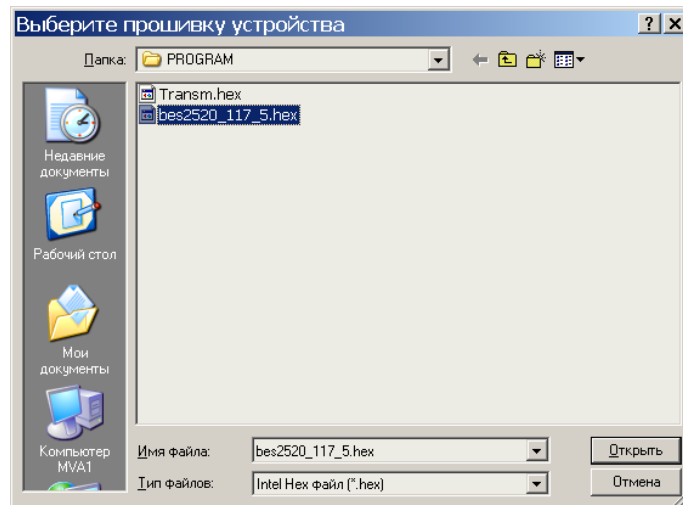 Выберите прошивку устройства
Папка: PROGRAM
Transm.hex
bes2520_117_5.hex
Недавние
документы
Рабочий стол
Мои
документы
Компьютер
MVA1
Имя файла: bes2520_117_5.hex Открыть
Тип файлов: Intel Hex файл (*.hex) Отмена